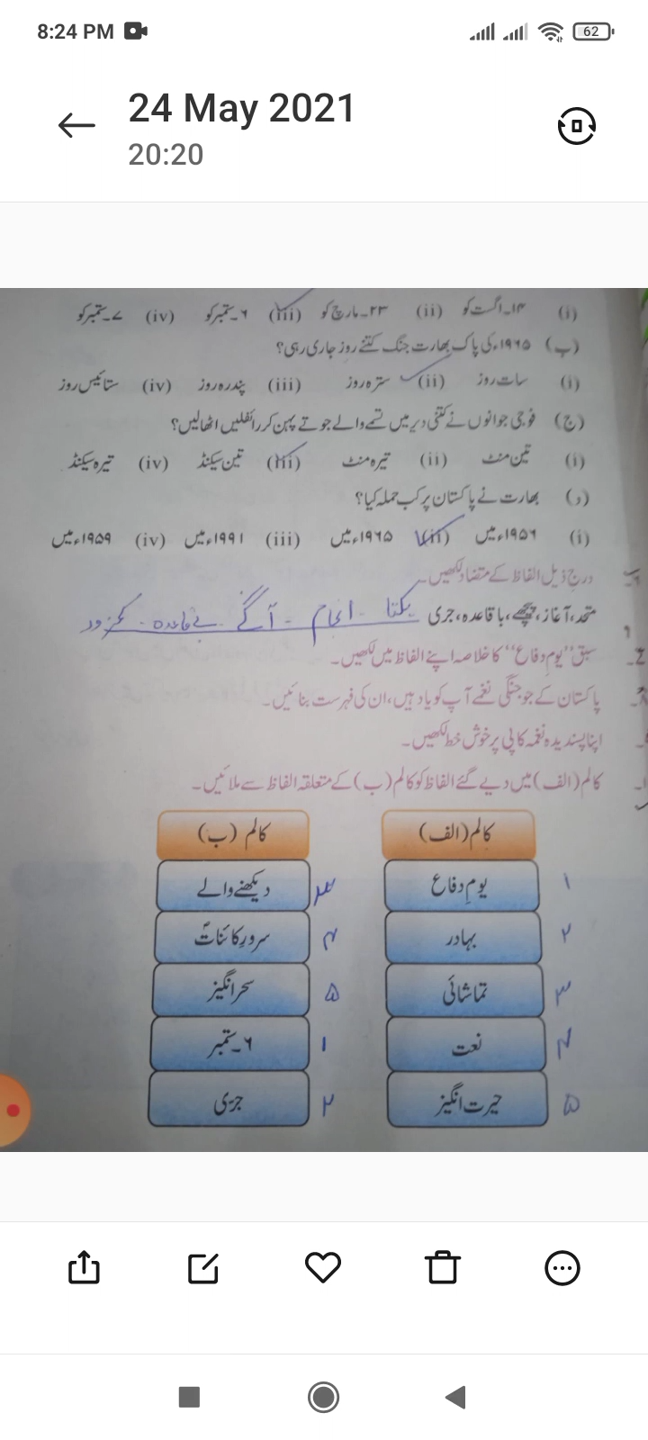 8:24 PM 62
24 May 2021
20:20
(i) ۱۴۔اگست کو (ii) ۲۳۔مارچ کو (iii) ۶۔ستمبر کو (iv) ۷۔ستمبر کو
(ب) ۱۹۶۵ء کی پاک بھارت جنگ کتنے روز جاری رہی؟
(i) سات روز (ii) سترہ روز (iii) پندرہ روز (iv) ستائیس روز
(ج) فوجی جوانوں نے کتنی دیر میں تسمے والے جوتے پہن کر رائفلیں اٹھالیں؟
(i) تین منٹ (ii) تیرہ منٹ (iii) تین سیکنڈ (iv) تیرہ سیکنڈ
(د) بھارت نے پاکستان پر کب حملہ کیا؟
(i) ۱۹۵۶ء میں (ii) ۱۹۶۵ء میں (iii) ۱۹۹۱ء میں (iv) ۱۹۵۹ء میں
درج ذیل الفاظ کے متضاد لکھیں۔
متحد، آغاز، پیچھے، باقاعدہ، جری یکتا - انجام - آگے - بے قاعدہ - کمزور
سبق ”یومِ دفاع“ کا خلاصہ اپنے الفاظ میں لکھیں۔
پاکستان کے جو جنگی نغمے آپ کو یاد ہیں، ان کی فہرست بنائیں۔
اپنا پسندیدہ نغمہ کاپی پر خوش خط لکھیں۔
کالم (الف) میں دیے گئے الفاظ کو کالم (ب) کے متعلقہ الفاظ سے ملائیں۔
کالم (الف) کالم (ب)
۱ یومِ دفاع ۳ دیکھنے والے
۲ بہادر ۴ سرورِ کائناتؐ
۳ تماشائی ۵ سحر انگیز
۴ نعت ۱ ۶۔ستمبر
۵ حیرت انگیز ۲ جری